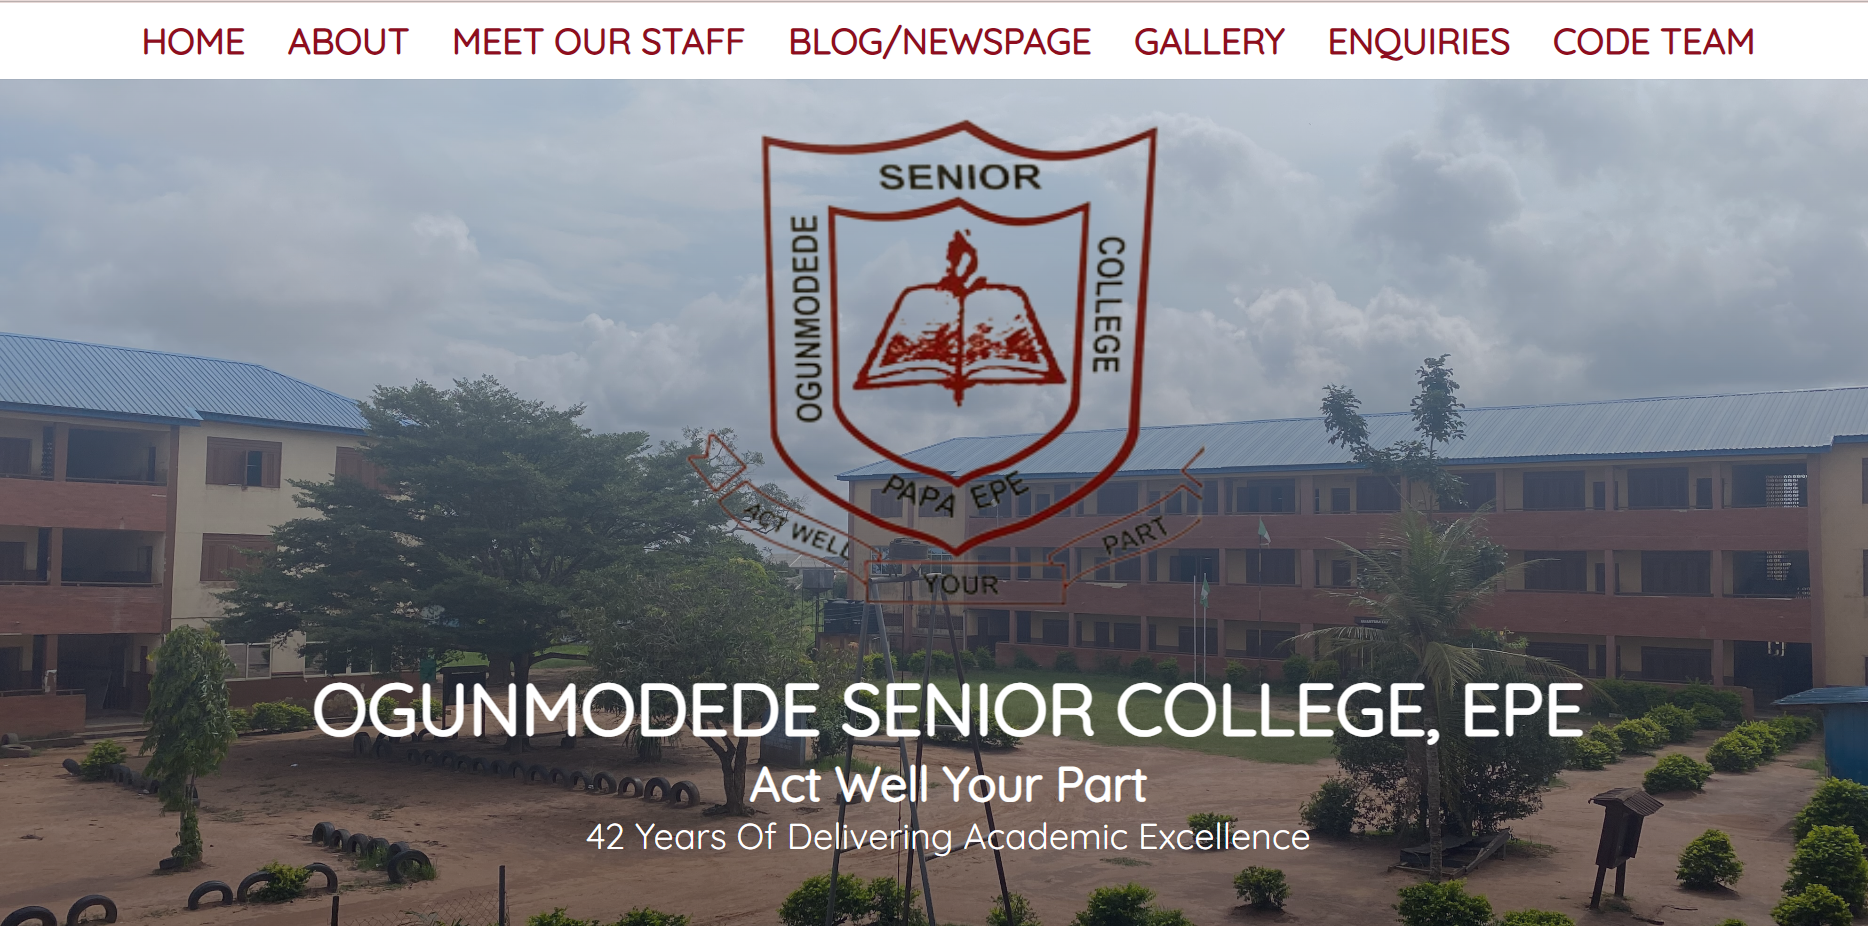 HOME ABOUT MEET OUR STAFF BLOG/NEWSPAGE GALLERY ENQUIRIES CODE TEAM
SENIOR
OGUNMODEDE
COLLEGE
PAPA EPE
ACT WELL
YOUR
PART
OGUNMODEDE SENIOR COLLEGE, EPE
Act Well Your Part
42 Years Of Delivering Academic Excellence